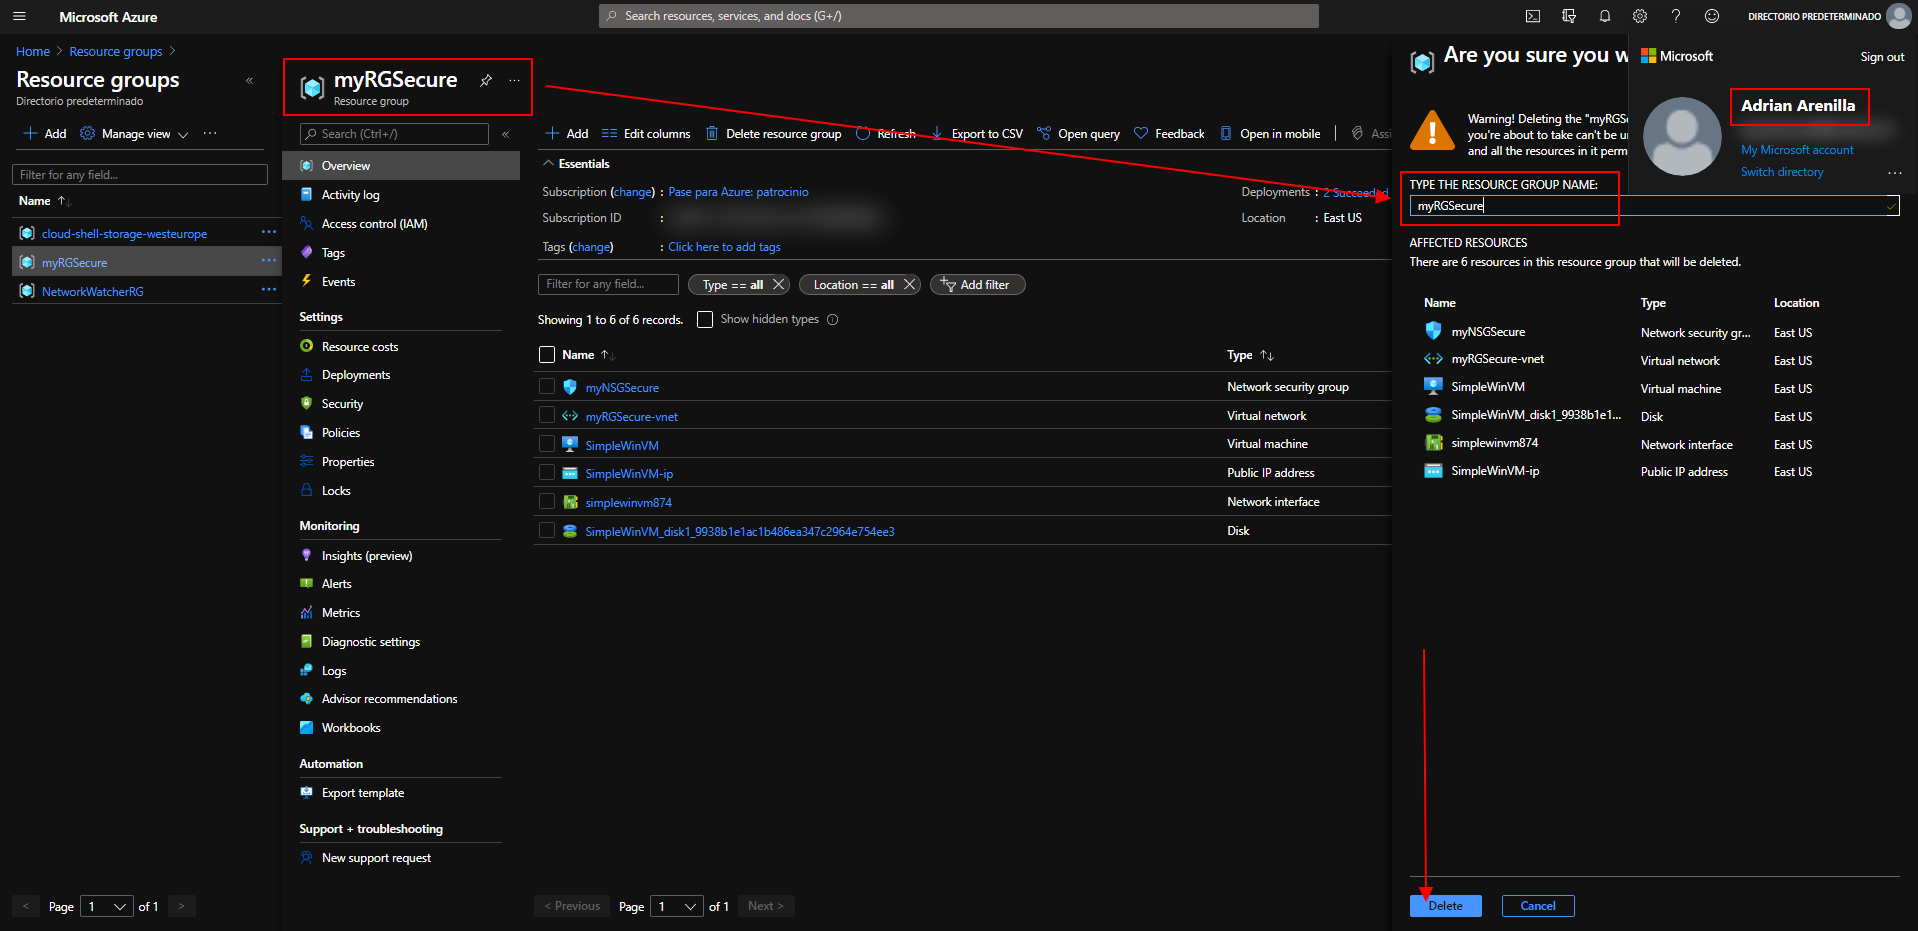 Microsoft Azure
Search resources, services, and docs (G+/)
DIRECTORIO PREDETERMINADO
Home > Resource groups >
Resource groups
Directorio predeterminado
«
Add
Manage view
...
Filter for any field...
Name
cloud-shell-storage-westeurope
...
myRGSecure
...
NetworkWatcherRG
...
<
Page
1
of 1
>
myRGSecure
...
Resource group
Search (Ctrl+/)
«
Overview
Activity log
Access control (IAM)
Tags
Events
Settings
Resource costs
Deployments
Security
Policies
Properties
Locks
Monitoring
Insights (preview)
Alerts
Metrics
Diagnostic settings
Logs
Advisor recommendations
Workbooks
Automation
Export template
Support + troubleshooting
New support request
Add
Edit columns
Delete resource group
Refresh
Export to CSV
Open query
Feedback
Open in mobile
Essentials
Subscription (change) : Pase para Azure: patrocinio
Deployments : 2 Succeeded
Subscription ID :
Location : East US
Tags (change) : Click here to add tags
Filter for any field...
Type == all
Location == all
Add filter
Showing 1 to 6 of 6 records.
Show hidden types
Name
Type
myNSGSecure
Network security group
myRGSecure-vnet
Virtual network
SimpleWinVM
Virtual machine
SimpleWinVM-ip
Public IP address
simplewinvm874
Network interface
SimpleWinVM_disk1_9938b1e1ac1b486ea347c2964e754ee3
Disk
< Previous
Page
1
of 1
Next >
Are you sure you w
Warning! Deleting the "myRGS
you're about to take can't be u
and all the resources in it perm
Microsoft
Sign out
Adrian Arenilla
My Microsoft account
Switch directory
...
TYPE THE RESOURCE GROUP NAME:
myRGSecure
AFFECTED RESOURCES
There are 6 resources in this resource group that will be deleted.
Name
Type
Location
myNSGSecure
Network security gr...
East US
myRGSecure-vnet
Virtual network
East US
SimpleWinVM
Virtual machine
East US
SimpleWinVM_disk1_9938b1e1...
Disk
East US
simplewinvm874
Network interface
East US
SimpleWinVM-ip
Public IP address
East US
Delete
Cancel